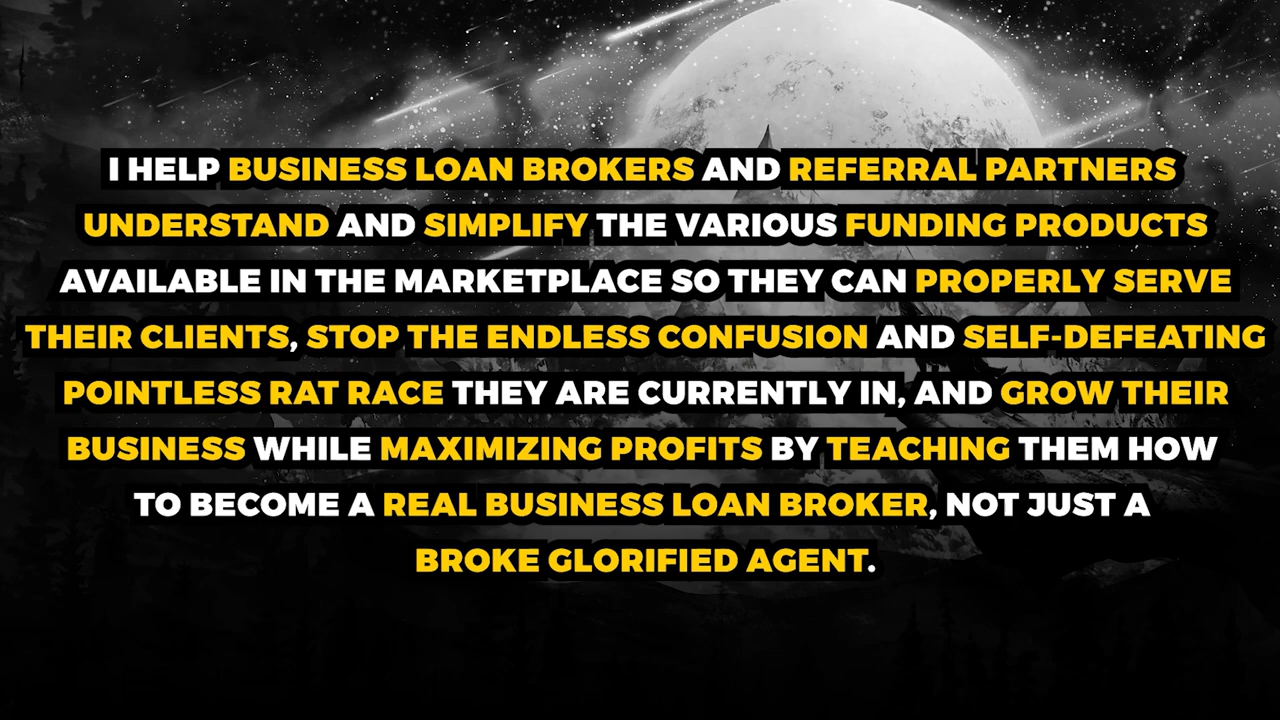 I HELP BUSINESS LOAN BROKERS AND REFERRAL PARTNERS
UNDERSTAND AND SIMPLIFY THE VARIOUS FUNDING PRODUCTS
AVAILABLE IN THE MARKETPLACE SO THEY CAN PROPERLY SERVE
THEIR CLIENTS, STOP THE ENDLESS CONFUSION AND SELF-DEFEATING
POINTLESS RAT RACE THEY ARE CURRENTLY IN, AND GROW THEIR
BUSINESS WHILE MAXIMIZING PROFITS BY TEACHING THEM HOW
TO BECOME A REAL BUSINESS LOAN BROKER, NOT JUST A
BROKE GLORIFIED AGENT.